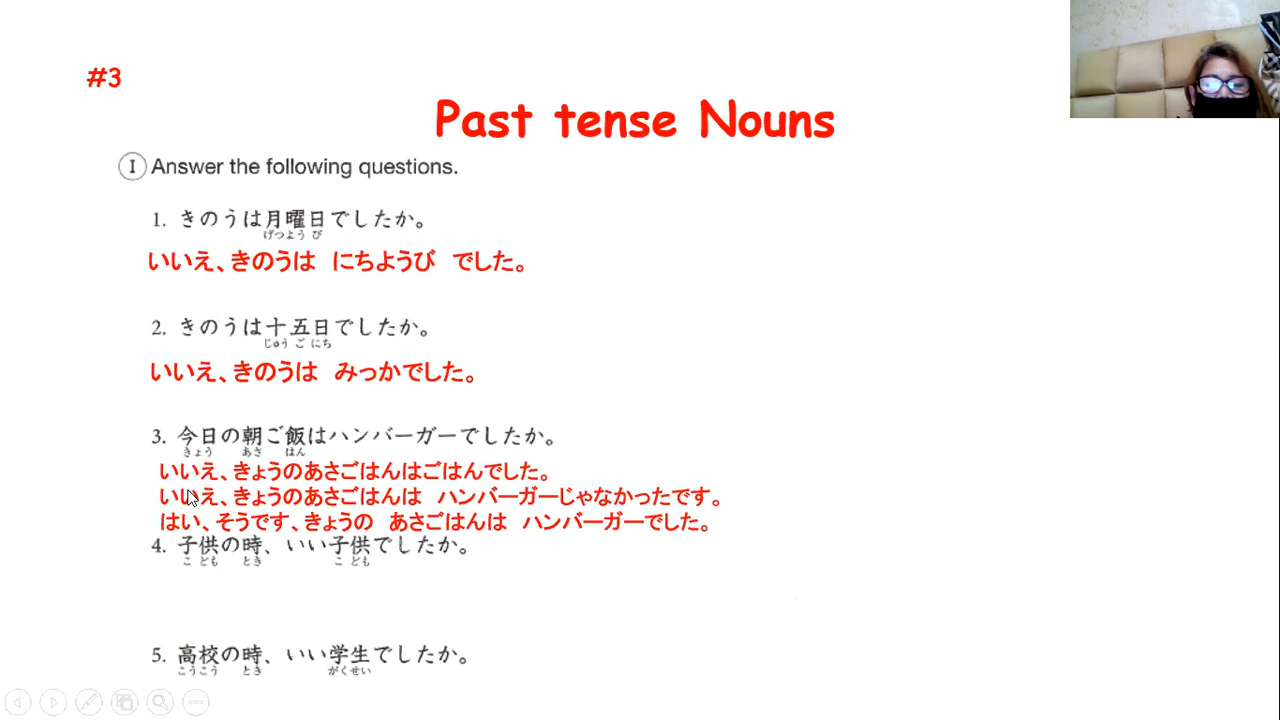 #3
Past tense Nouns
I Answer the following questions.
1. きのうは月曜日でしたか。
げつようび
いいえ、きのうは にちようび でした。
2. きのうは十五日でしたか。
じゅうごにち
いいえ、きのうは みっかでした。
3. 今日の朝ご飯はハンバーガーでしたか。
きょう あさ はん
いいえ、きょうのあさごはんはごはんでした。
いいえ、きょうのあさごはんは ハンバーガーじゃなかったです。
はい、そうです、きょうの あさごはんは ハンバーガーでした。
4. 子供の時、いい子供でしたか。
こども とき こども
5. 高校の時、いい学生でしたか。
こうこう とき がくせい